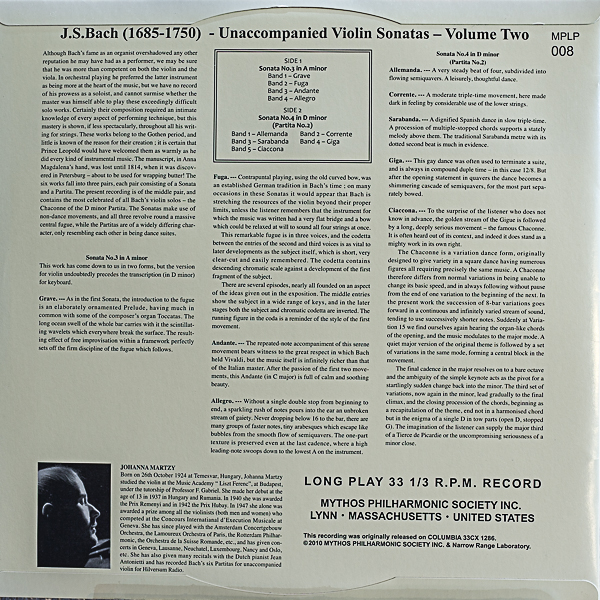 J.S.Bach (1685-1750) - Unaccompanied Violin Sonatas – Volume Two
MPLP
008
Although Bach's fame as an organist overshadowed any other
reputation he may have had as a performer, we may be sure
that he was more than competent on both the violin and the
viola. In orchestral playing he preferred the latter instrument
as being more at the heart of the music, but we have no record
of his prowess as a soloist, and cannot surmise whether the
master was himself able to play these exceedingly difficult
solo works. Certainly their composition required an intimate
knowledge of every aspect of performing technique, but this
mastery is shown, if less spectacularly, throughout all his writ-
ing for strings. These works belong to the Cothen period, and
little is known of the reason for their creation ; it is certain that
Prince Leopold would have welcomed them as warmly as he
did every kind of instrumental music. The manuscript, in Anna
Magdalena's hand, was lost until 1814, when it was discov-
ered in Petersburg – about to be used for wrapping butter! The
six works fall into three pairs, each pair consisting of a Sonata
and a Partita. The present recording is of the middle pair, and
contains the most celebrated of all Bach's violin solos – the
Chaconne of the D minor Partita. The Sonatas make use of
non-dance movements, and all three revolve round a massive
central fugue, while the Partitas are of a widely differing char-
acter, only resembling each other in being dance suites.
Sonata No.3 in A minor
This work has come down to us in two forms, but the version
for violin undoubtedly precedes the transcription (in D minor)
for keyboard.
Grave. --- As in the first Sonata, the introduction to the fugue
is an elaborately ornamented Prelude, having much in
common with some of the composer's organ Toccatas. The
long ocean swell of the whole bar carries with it the scintillat-
ing wavelets which everywhere break the surface. The result-
ing effect of free improvisation within a framework perfectly
sets off the firm discipline of the fugue which follows.
SIDE 1
Sonata No.3 in A minor
Band 1 – Grave
Band 2 – Fuga
Band 3 – Andante
Band 4 – Allegro
SIDE 2
Sonata No.4 in D minor
(Partita No.2)
Band 1 – Allemanda Band 2 – Corrente
Band 3 – Sarabanda Band 4 – Giga
Band 5 – Ciaccona
Fuga. --- Contrapuntal playing, using the old curved bow, was
an established German tradition in Bach's time ; on many
occasions in these Sonatas it would appear that Bach is
stretching the resources of the violin beyond their proper
limits, unless the listener remembers that the instrument for
which the music was written had a very flat bridge and a bow
which could be relaxed at will to sound all four strings at once.
This remarkable fugue is in three voices, and the codetta
between the entries of the second and third voices is as vital to
later developments as the subject itself, which is short, very
clear-cut and easily remembered. The codetta contains
descending chromatic scale against a development of the first
fragment of the subject.
There are several episodes, nearly all founded on an aspect
of the ideas given out in the exposition. The middle entries
show the subject in a wide range of keys, and in the later
stages both the subject and chromatic codetta are inverted. The
running figure in the coda is a reminder of the style of the first
movement.
Andante. --- The repeated-note accompaniment of this serene
movement bears witness to the great respect in which Bach
held Vivaldi, but the music itself is infinitely richer than that
of the Italian master. After the passion of the first two move-
ments, this Andante (in C major) is full of calm and soothing
beauty.
Allegro. --- Without a single double stop from beginning to
end, a sparkling rush of notes pours into the ear an unbroken
stream of gaiety. Never dropping below 16 to the bar, there are
many groups of faster notes, tiny arabesques which escape like
bubbles from the smooth flow of semiquavers. The one-part
texture is preserved even at the last cadence, where a high
leading-note swoops down to the lowest A on the instrument.
Sonata No.4 in D minor
(Partita No.2)
Allemanda. --- A very steady beat of four, subdivided into
flowing semiquavers. A leisurely, thoughtful dance.
Corrente. --- A moderate triple-time movement, here made
dark in feeling by considerable use of the lower strings.
Sarabanda. --- A dignified Spanish dance in slow triple-time.
A procession of multiple-stopped chords supports a stately
melody above them. The traditional Sarabanda metre with its
dotted second beat is much in evidence.
Giga. --- This gay dance was often used to terminate a suite,
and is always in compound duple time – in this case 12/8. But
after the opening statement in quavers the dance becomes a
shimmering cascade of semiquavers, for the most part sepa-
rately bowed.
Ciaccona. --- To the surprise of the listener who does not
know in advance, the golden stream of the Gigue is followed
by a long, deeply serious movement – the famous Chaconne.
It is often heard out of its context, and indeed it does stand as a
mighty work in its own right.
The Chaconne is a variation dance form, originally
designed to give variety in a square dance having numerous
figures all requiring precisely the same music. A Chaconne
therefore differs from normal variations in being unable to
change its basic speed, and in always following without pause
from the end of one variation to the beginning of the next. In
the present work the succession of 8-bar variations goes
forward in a continuous and infinitely varied stream of sound,
tending to use successively shorter notes. Suddenly at Varia-
tion 15 we find ourselves again hearing the organ-like chords
of the opening, and the music modulates to the major mode. A
quiet major version of the original theme is followed by a set
of variations in the same mode, forming a central block in the
movement.
The final cadence in the major resolves on to a bare octave
and the ambiguity of the simple keynote acts as the pivot for a
startlingly sudden change back into the minor. The third set of
variations, now again in the minor, lead gradually to the final
climax, and the closing procession of the chords, beginning as
a recapitulation of the theme, end not in a harmonised chord
but in the enigma of a single D in tow parts (open D, stopped
G). The imagination of the listener can supply the major third
of a Tierce de Picardie or the uncompromising seriousness of a
minor close.
JOHANNA MARTZY
Born on 26th October 1924 at Temesvar, Hungary, Johanna Martzy
studied the violin at the Music Academy " Liszt Ferenc", at Budapest,
under the tutorship of Professor F. Gabriel. She made her debut at the
age of 13 in 1937 in Hungary and Rumania. In 1940 she was awarded
the Prix Remenyi and in 1942 the Prix Hubay. In 1947 she alone was
awarded a prize among all the violinists (both men and women) who
competed at the Concours International d'Execution Musicale at
Geneva. She has since played with the Amsterdam Concertgebouw
Orchestra, the Lamoureux Orchestra of Paris, the Rotterdam Philhar-
monic, the Orchestra de la Suisse Romande, etc., and has given con-
certs in Geneva, Lausanne, Neuchatel, Luxembourg, Nancy and Oslo,
etc. She has also given many recitals with the Dutch pianist Jean
Antonietti and has recorded Bach's six Partitas for unaccompanied
violin for Hilversum Radio.
LONG PLAY 33 1/3 R.P.M. RECORD
MYTHOS PHILHARMONIC SOCIETY INC.
LYNN · MASSACHUSETTS · UNITED STATES
This recording was originally released on COLUMBIA 33CX 1286.
©2010 MYTHOS PHILHARMONIC SOCIETY INC. & Narrow Range Laboratory.